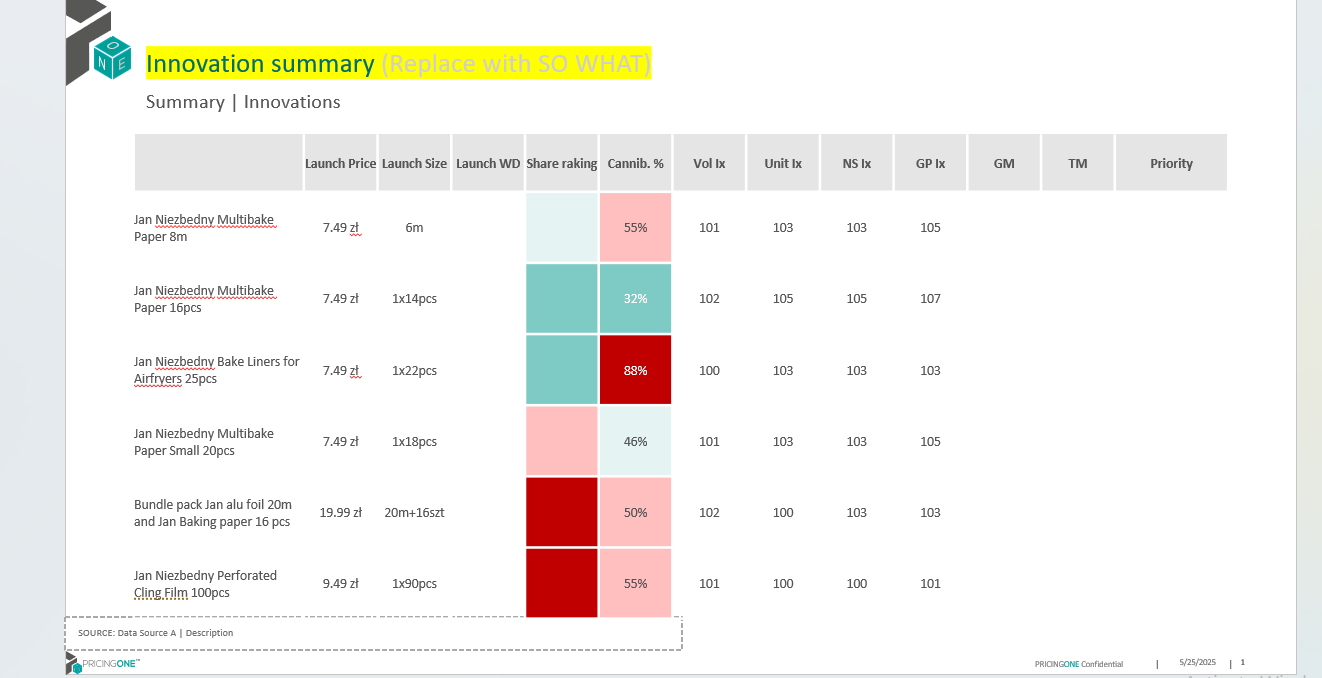 O
N E
Innovation summary (Replace with SO WHAT)
Summary | Innovations
Launch Price Launch Size Launch WD Share raking Cannib. % Vol Ix Unit Ix NS Ix GP Ix GM TM Priority
Jan Niezbedny Multibake
Paper 8m
7.49 zł 6m 55% 101 103 103 105
Jan Niezbedny Multibake
Paper 16pcs
7.49 zł 1x14pcs 32% 102 105 105 107
Jan Niezbedny Bake Liners for
Airfryers 25pcs
7.49 zł 1x22pcs 88% 100 103 103 103
Jan Niezbedny Multibake
Paper Small 20pcs
7.49 zł 1x18pcs 46% 101 103 103 105
Bundle pack Jan alu foil 20m
and Jan Baking paper 16 pcs
19.99 zł 20m+16szt 50% 102 100 103 103
Jan Niezbedny Perforated
Cling Film 100pcs
9.49 zł 1x90pcs 55% 101 100 100 101
SOURCE: Data Source A | Description
PRICINGONE™
PRICINGONE Confidential | 5/25/2025 | 1